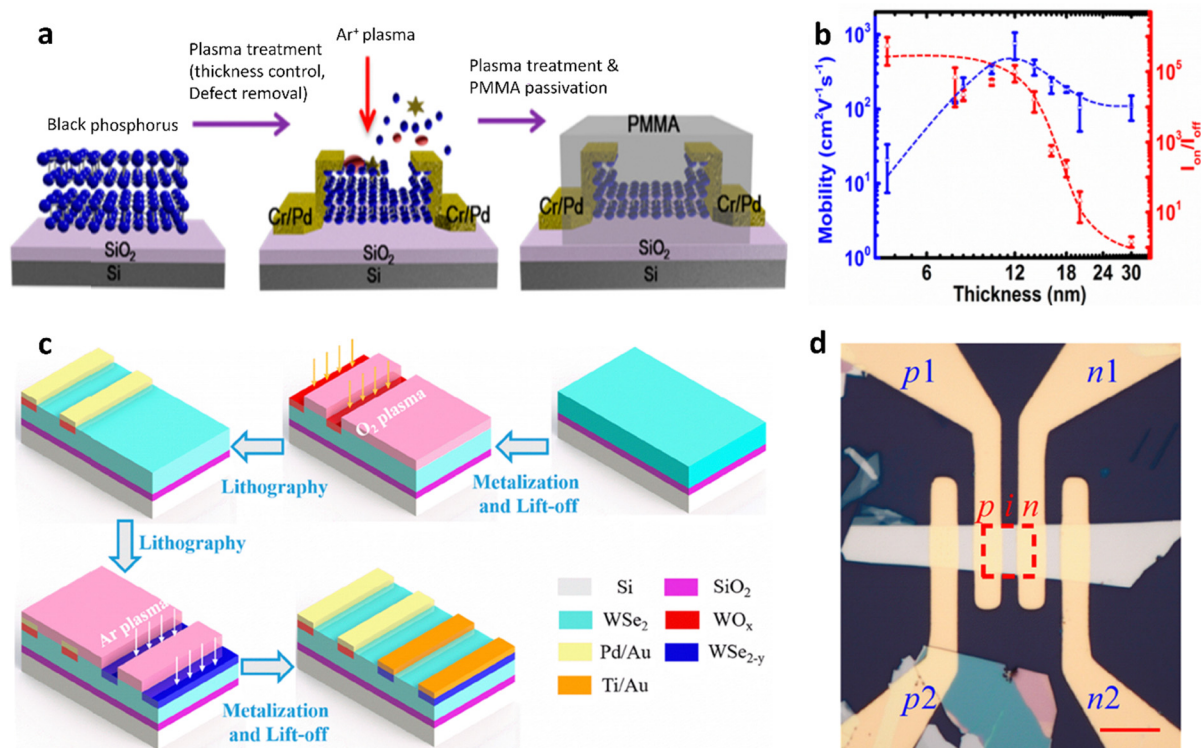 a
Plasma treatment
(thickness control,
Defect removal)
Ar⁺ plasma
Plasma treatment &
PMMA passivation
Black phosphorus
PMMA
Cr/Pd
Cr/Pd
Cr/Pd
Cr/Pd
SiO₂
Si
SiO₂
Si
SiO₂
Si
b
10³
10²
10¹
10⁰
Mobility (cm²V⁻¹s⁻¹)
10⁵
10³
10¹
I_on/I_off
6
12
18
24
30
Thickness (nm)
c
O₂ plasma
Lithography
Metalization
and Lift-off
Lithography
Ar plasma
Metalization
and Lift-off
Si
SiO₂
WSe₂
WOₓ
Pd/Au
WSe₂₋y
Ti/Au
d
p1
n1
p i n
p2
n2